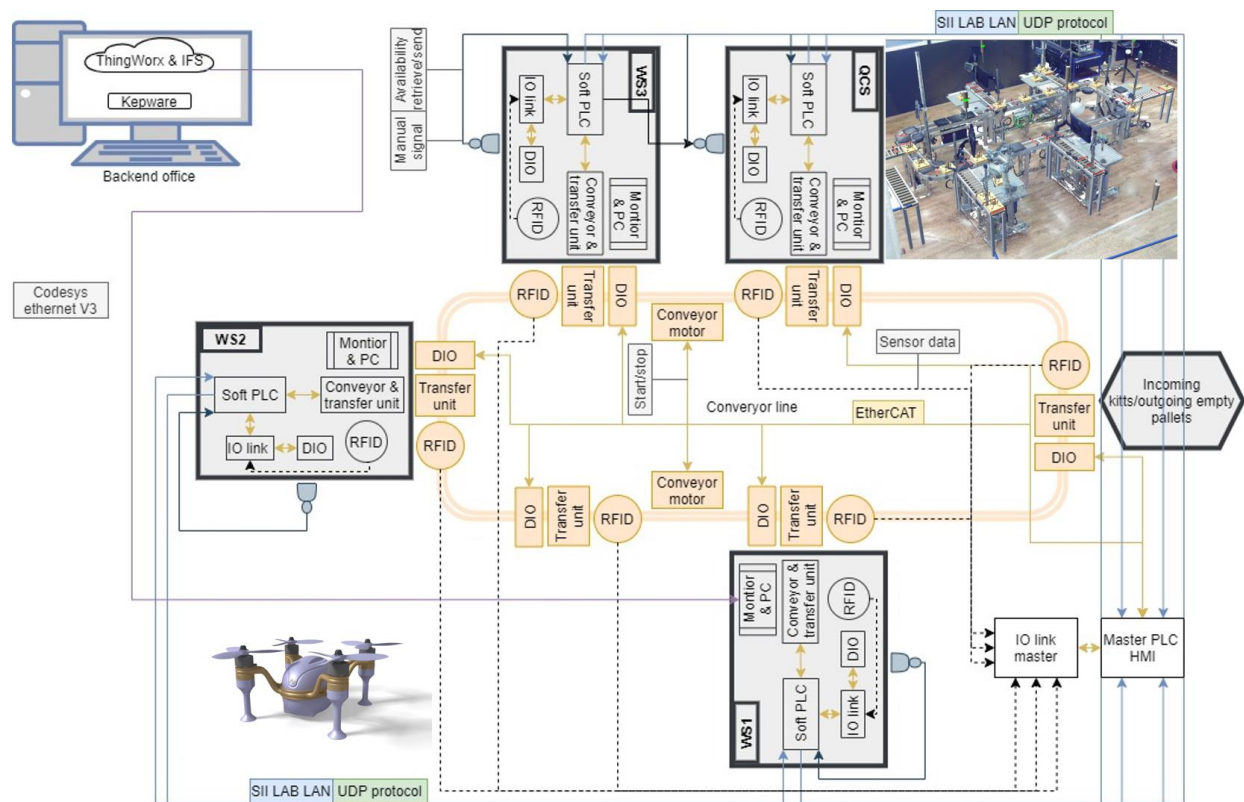 SII LAB LAN
UDP protocol
ThingWorx & IFS
Kepware
Backend office
Manual signal
Availability retrieve/send
WS3
Soft PLC
IO link
DIO
RFID
Conveyor & transfer unit
Montior & PC
QCS
Soft PLC
IO link
DIO
RFID
Conveyor & transfer unit
Montior & PC
Codesys
ethernet V3
RFID
Transfer unit
DIO
Conveyor
motor
RFID
Transfer unit
DIO
Start/stop
Sensor data
Converyor line
EtherCAT
RFID
Transfer
unit
DIO
Incoming
kitts/outgoing empty
pallets
WS2
Montior
& PC
Soft PLC
Conveyor &
transfer unit
IO link
DIO
RFID
DIO
Transfer
unit
RFID
DIO
Transfer unit
RFID
Conveyor
motor
DIO
Transfer unit
RFID
WS1
Montior & PC
Conveyor & transfer unit
RFID
DIO
Soft PLC
IO link
IO link
master
Master PLC
HMI
SII LAB LAN
UDP protocol